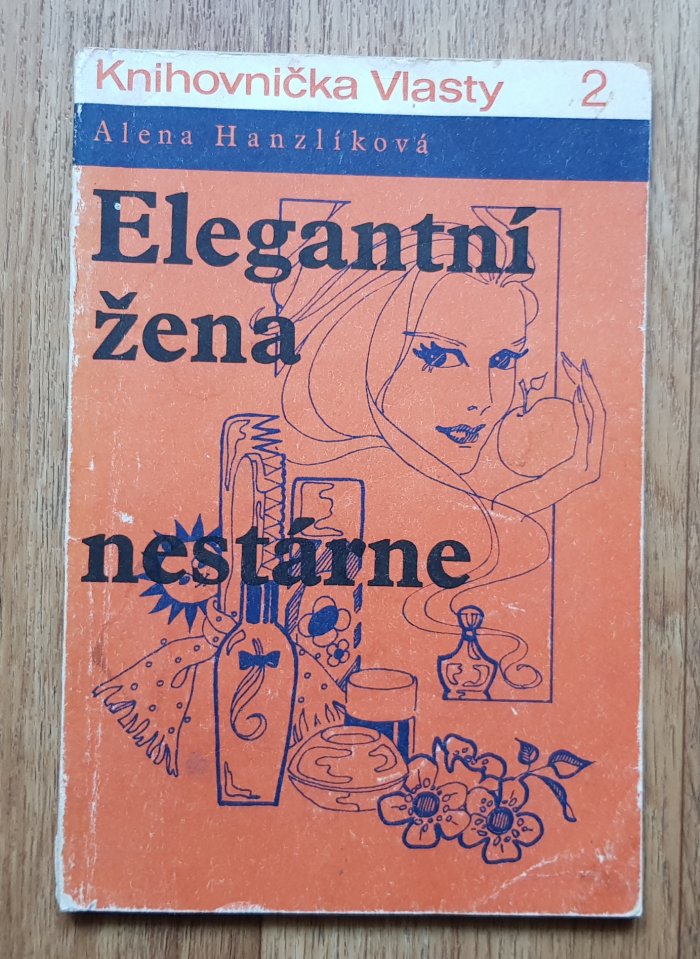 Knihovnička Vlasty 2
Alena Hanzlíková
Elegantní
žena
nestárne